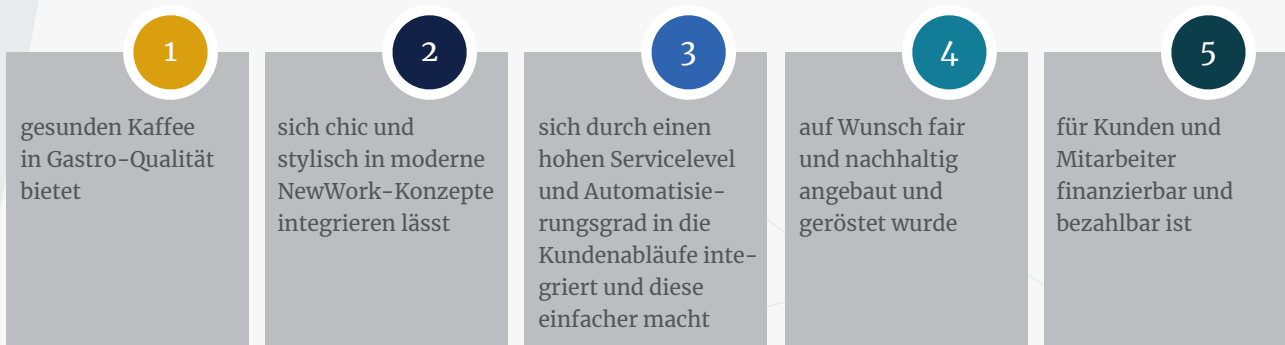 1
gesunden Kaffee
in Gastro-Qualität
bietet
2
sich chic und
stylisch in moderne
NewWork-Konzepte
integrieren lässt
3
sich durch einen
hohen Servicelevel
und Automatisie-
rungsgrad in die
Kundenabläufe inte-
griert und diese
einfacher macht
4
auf Wunsch fair
und nachhaltig
angebaut und
geröstet wurde
5
für Kunden und
Mitarbeiter
finanzierbar und
bezahlbar ist